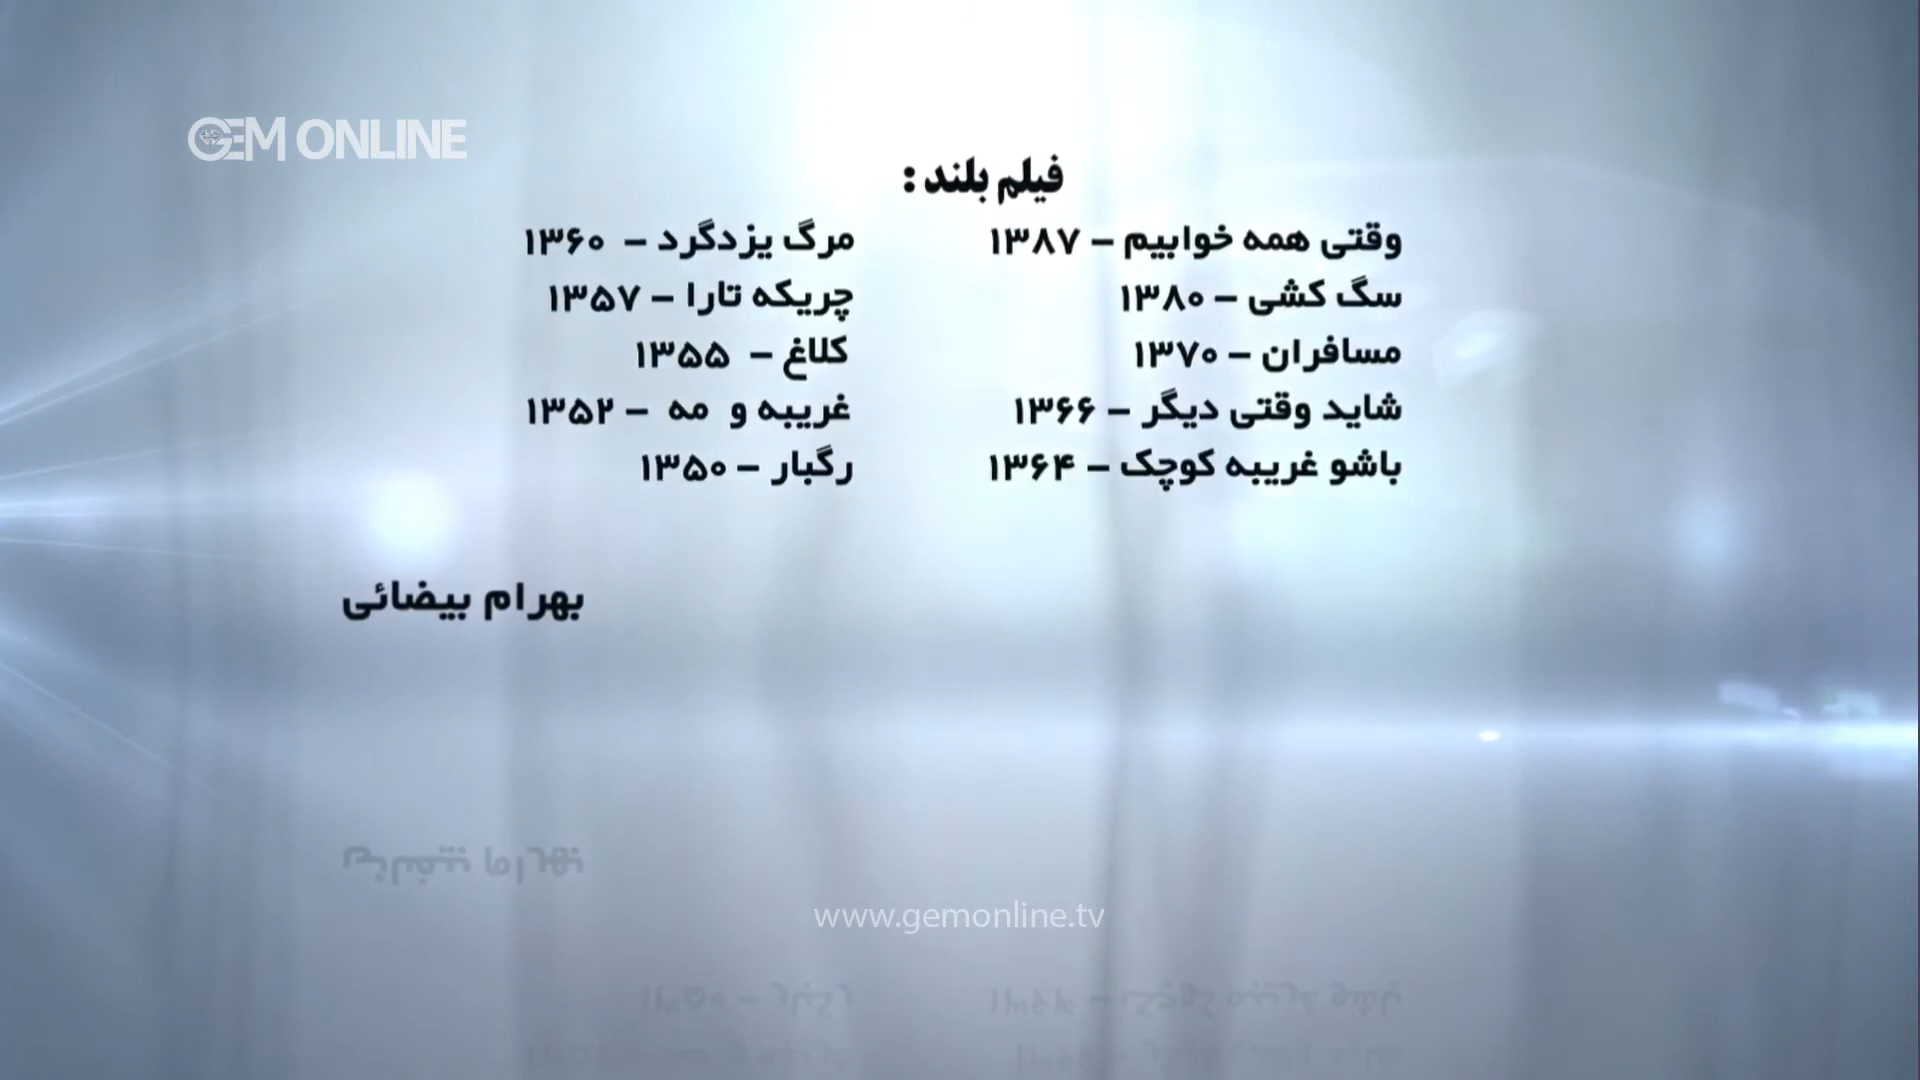 GEM ONLINE
فیلم بلند :
وقتی همه خوابیم – ۱۳۸۷
سگ کشی – ۱۳۸۰
مسافران – ۱۳۷۰
شاید وقتی دیگر – ۱۳۶۶
باشو غریبه کوچک – ۱۳۶۴
مرگ یزدگرد – ۱۳۶۰
چریکه تارا – ۱۳۵۷
کلاغ – ۱۳۵۵
غریبه و مه – ۱۳۵۲
رگبار – ۱۳۵۰
بهرام بیضائی
www.gemonline.tv